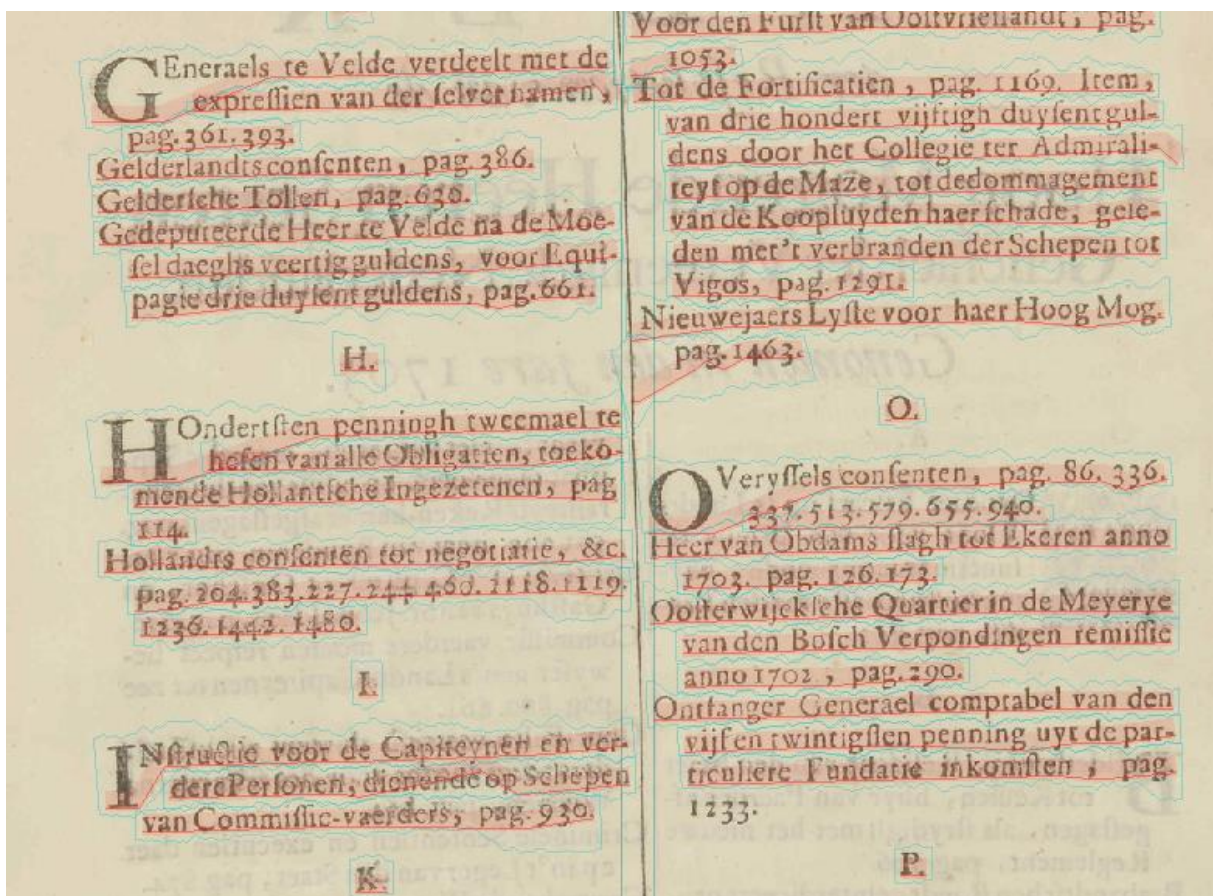 GEneraels te Velde verdeelt met de
expressien van der selver namen,
pag. 361. 393.
Gelderlandts consenten, pag. 386.
Geldersche Tollen, pag. 636.
Gedeputeerde Heer te Velde na de Moe-
sel daeghs veertig guldens, voor Equi-
pagie drie duysent guldens, pag. 661.
H.
HOndertsten penningh tweemael te
hefen van alle Obligatien, toeko-
mende Hollantsche Ingezetenen, pag
114.
Hollandts consenten tot negotiatie, &c.
pag. 204. 383. 227. 244 460. 1118. 1119.
1236. 1442. 1480.
I.
INstructie voor de Capiteynen en ver-
dere Personen, dienende op Schepen
van Commissie-vaerders, pag. 930.
K.
Voor den Furst van Oostvrieslandt, pag.
1053.
Tot de Fortificatien, pag. 1169. Item,
van drie hondert vijftigh duysent gul-
dens door het Collegie ter Admirali-
teyt op de Maze, tot dedommagement
van de Koopluyden haer schade, gele-
den met 't verbranden der Schepen tot
Vigos, pag. 1291.
Nieuwejaers Lyste voor haer Hoog Mog.
pag. 1463.
O.
OVeryssels consenten, pag. 86. 336.
337. 513. 579. 655. 940.
Heer van Obdams slagh tot Ekeren anno
1703. pag. 126. 173.
Oosterwijcksche Quartier in de Meyerye
van den Bosch Verpondingen remissie
anno 1702, pag. 290.
Ontfanger Generael comptabel van den
vijf en twintigsten penning uyt de par-
ticuliere Fundatie inkomsten, pag.
1233.
P.